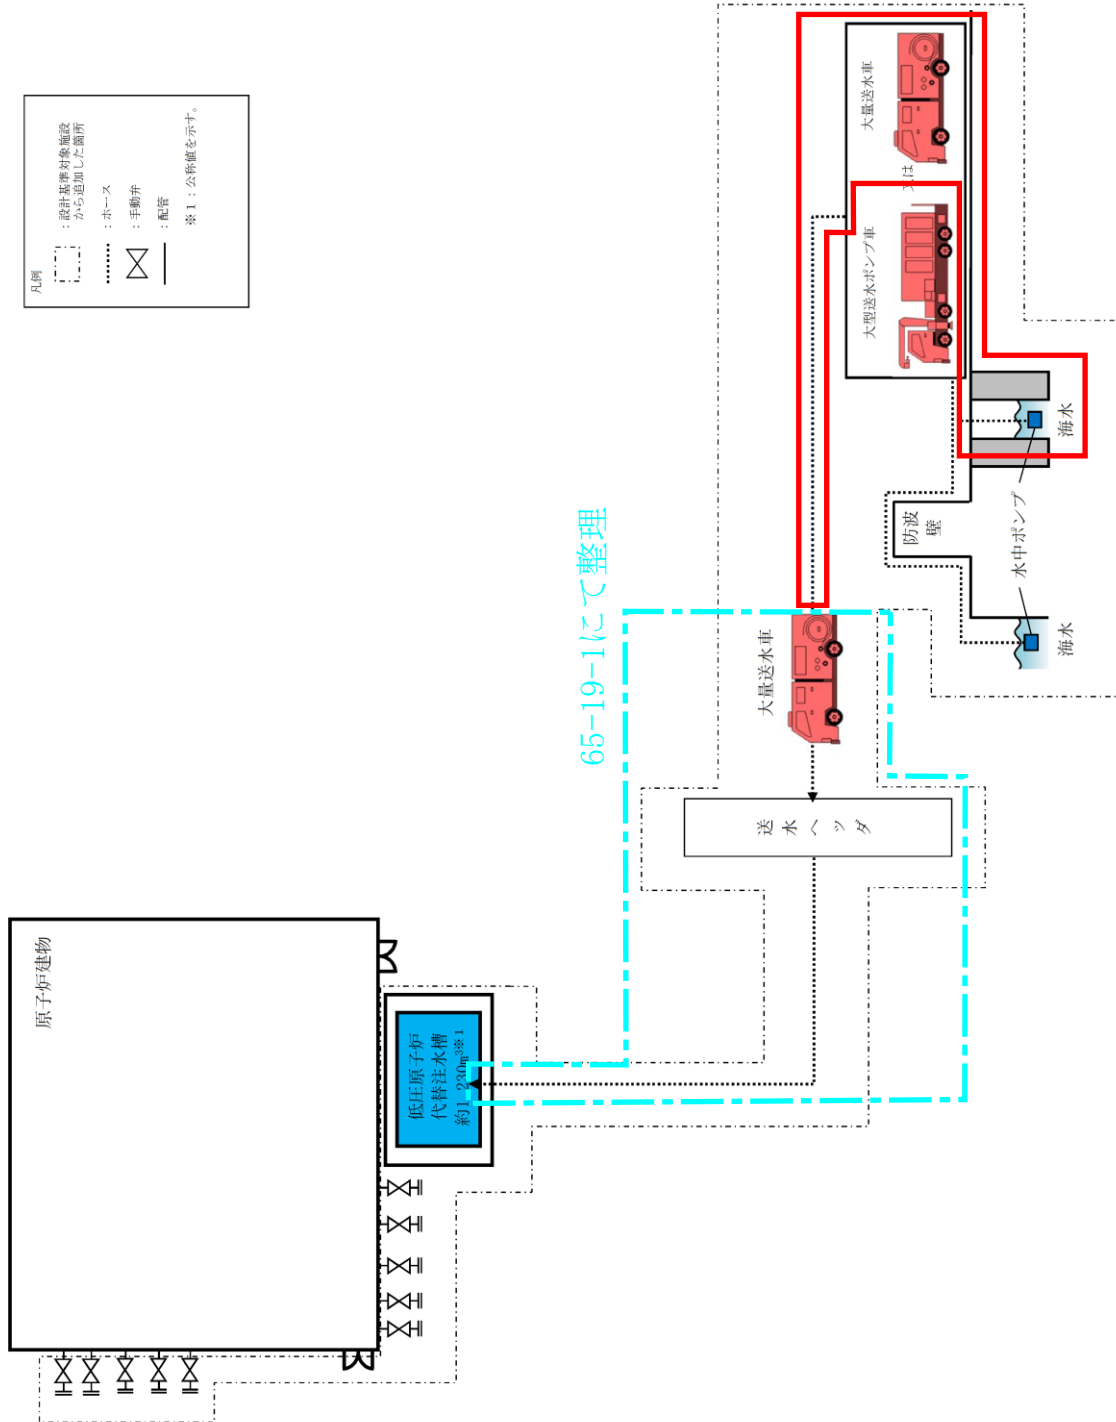 凡例
：設計基準対象施設
から追加した箇所
：ホース
：手動弁
：配管
※1：公称値を示す。
原子炉建物
低圧原子炉
代替注水槽
約1,230m³※1
65-19-1にて整理
送水ヘッダ
大量送水車
大型送水ポンプ車
又は
大量送水車
防波
壁
水中ポンプ
海水
海水